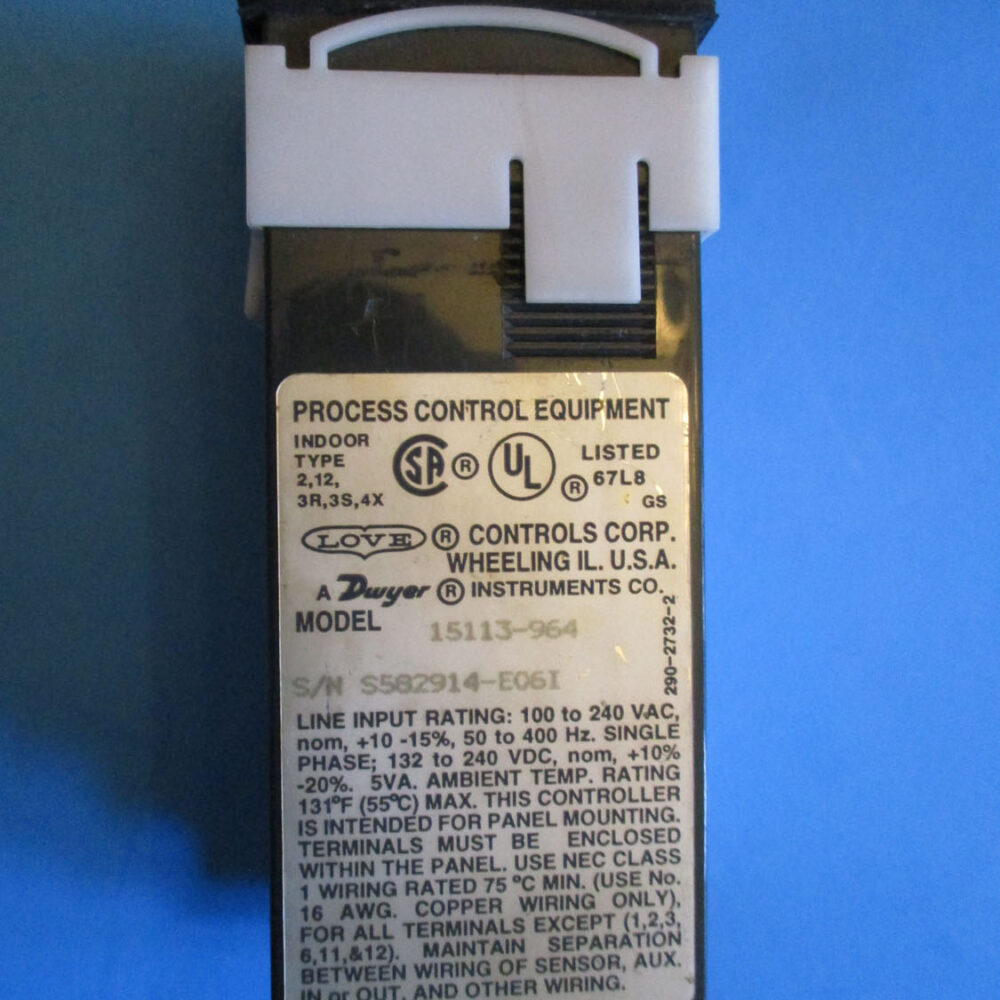 PROCESS CONTROL EQUIPMENT
INDOOR
TYPE
2,12,
3R,3S,4X
SA ®
UL ®
LISTED
67L8
GS
LOVE ® CONTROLS CORP.
WHEELING IL. U.S.A.
A Dwyer ® INSTRUMENTS CO.
MODEL 15113-964
S/N S582914-E06I
290-2732-2
LINE INPUT RATING: 100 to 240 VAC,
nom, +10 -15%, 50 to 400 Hz. SINGLE
PHASE; 132 to 240 VDC, nom, +10%
-20%. 5VA. AMBIENT TEMP. RATING
131°F (55°C) MAX. THIS CONTROLLER
IS INTENDED FOR PANEL MOUNTING.
TERMINALS MUST BE ENCLOSED
WITHIN THE PANEL. USE NEC CLASS
1 WIRING RATED 75 °C MIN. (USE No.
16 AWG. COPPER WIRING ONLY),
FOR ALL TERMINALS EXCEPT (1,2,3,
6,11,&12). MAINTAIN SEPARATION
BETWEEN WIRING OF SENSOR, AUX.
IN or OUT, AND OTHER WIRING.